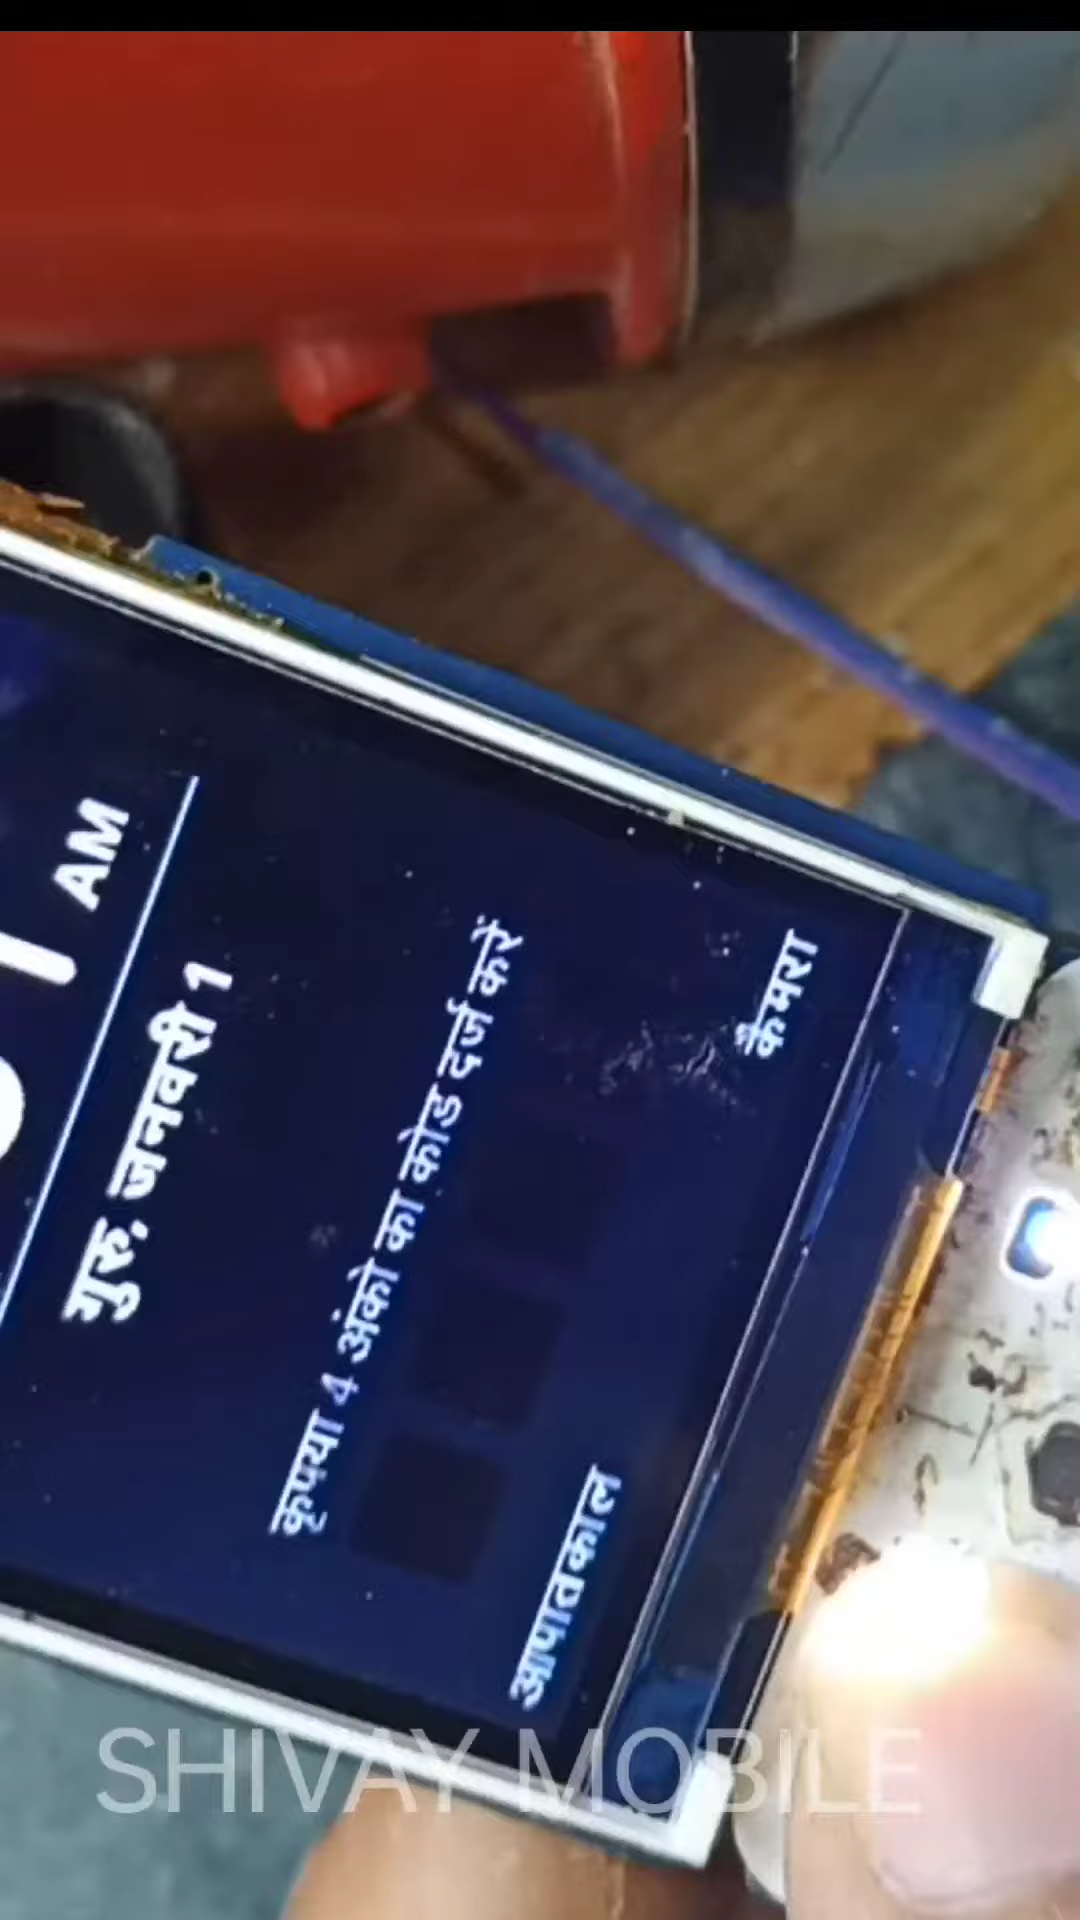 AM
गुरु, जनवरी 1
कृपया 4 अंको का कोड दर्ज करें
आपातकाल
कैमरा
SHIVAY MOBILE